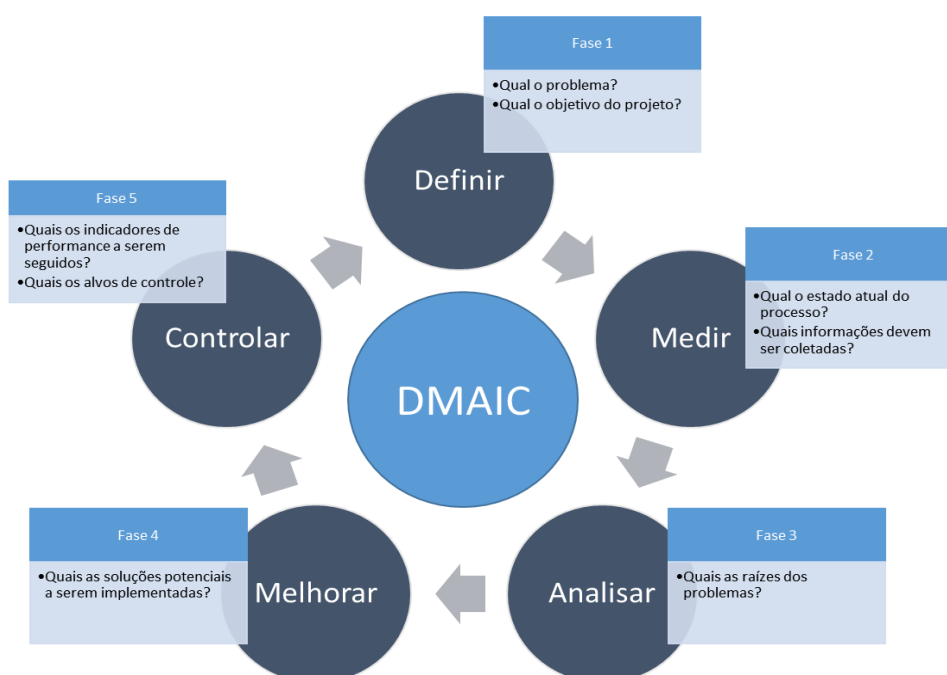 Fase 1
•Qual o problema?
•Qual o objetivo do projeto?
Definir
Fase 2
•Qual o estado atual do
processo?
•Quais informações devem
ser coletadas?
Medir
Fase 3
•Quais as raízes dos
problemas?
Analisar
Fase 4
•Quais as soluções potenciais
a serem implementadas?
Melhorar
Fase 5
•Quais os indicadores de
performance a serem
seguidos?
•Quais os alvos de controle?
Controlar
DMAIC